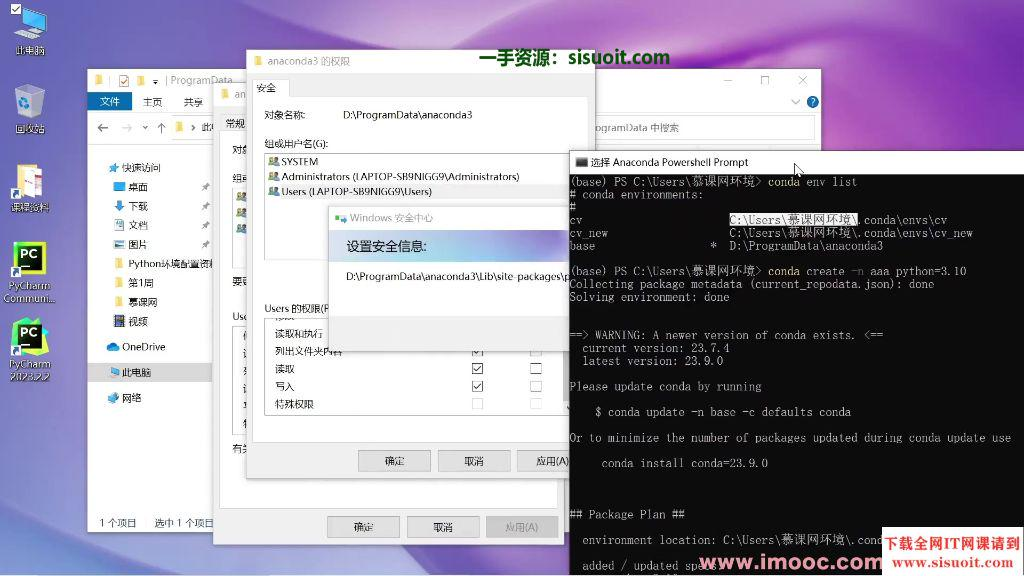 此电脑
回收站
课程资料
PyCharm
Communi...
PyCharm
2023.2.2
一手资源：sisuoit.com
ProgramData
文件
主页
共享
此
ogramData 中搜索
快速访问
桌面
下载
文档
图片
Python环境配置资料
第1周
慕课网
视频
OneDrive
此电脑
网络
1 个项目
选中 1 个项目
an
常规
确定
取消
应用(A)
anaconda3 的权限
安全
对象名称:
D:\ProgramData\anaconda3
组或用户名(G):
SYSTEM
Administrators (LAPTOP-SB9NIGG9\Administrators)
Users (LAPTOP-SB9NIGG9\Users)
Windows 安全中心
设置安全信息:
D:\ProgramData\anaconda3\Lib\site-packages\p
Users 的权限(P
读取和执行
列出文件夹内容
读取
写入
特殊权限
确定
取消
应用(A)
选择 Anaconda Powershell Prompt
(base) PS C:\Users\慕课网环境> conda env list
# conda environments:
cv C:\Users\慕课网环境\.conda\envs\cv
cv_new C:\Users\慕课网环境\.conda\envs\cv_new
base * D:\ProgramData\anaconda3
(base) PS C:\Users\慕课网环境> conda create -n aaa python=3.10
Collecting package metadata (current_repodata.json): done
Solving environment: done
==> WARNING: A newer version of conda exists. <==
current version: 23.7.4
latest version: 23.9.0
Please update conda by running
$ conda update -n base -c defaults conda
Or to minimize the number of packages updated during conda update use
conda install conda=23.9.0
## Package Plan ##
environment location: C:\Users\慕课网环境\.cond
added / updated specs:
www.imooc.com
下载全网IT网课请到
www.sisuoit.com